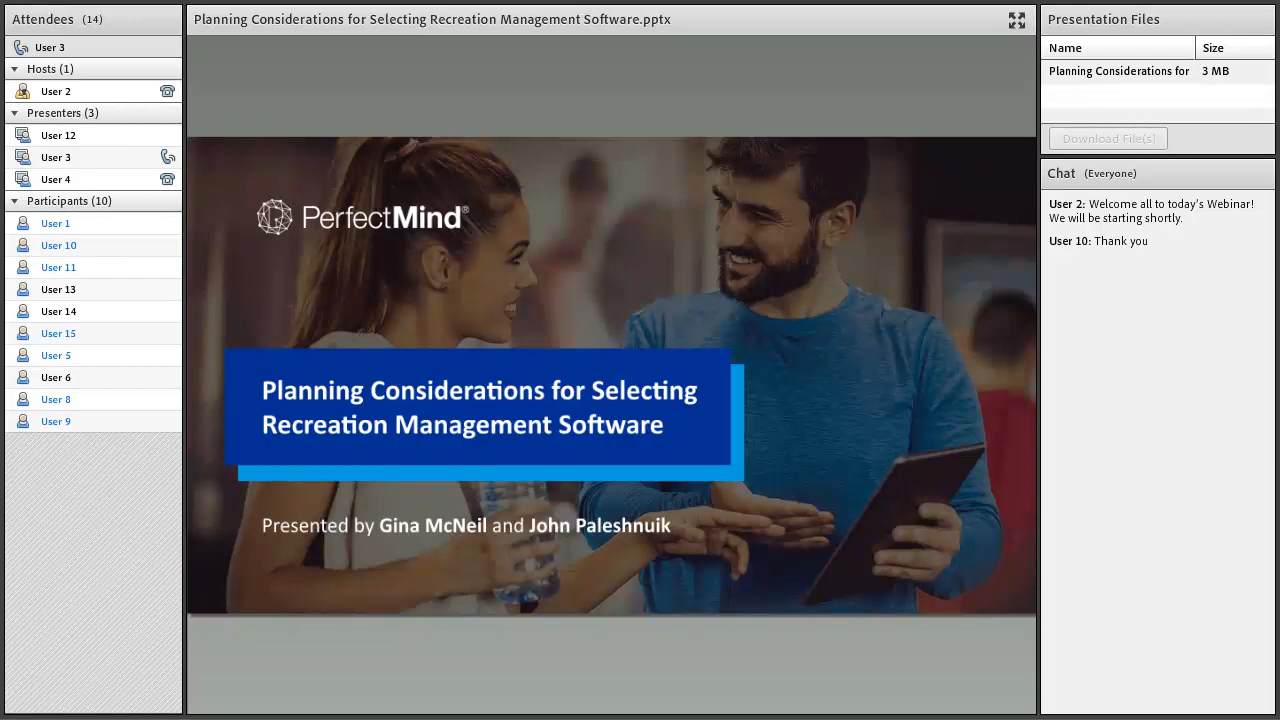 Attendees (14)
User 3
Hosts (1)
User 2
Presenters (3)
User 12
User 3
User 4
Participants (10)
User 1
User 10
User 11
User 13
User 14
User 15
User 5
User 6
User 8
User 9
Planning Considerations for Selecting Recreation Management Software.pptx
PerfectMind®
Planning Considerations for Selecting
Recreation Management Software
Presented by Gina McNeil and John Paleshnuik
Presentation Files
Name Size
Planning Considerations for 3 MB
Download File(s)
Chat (Everyone)
User 2: Welcome all to today's Webinar!
We will be starting shortly.
User 10: Thank you